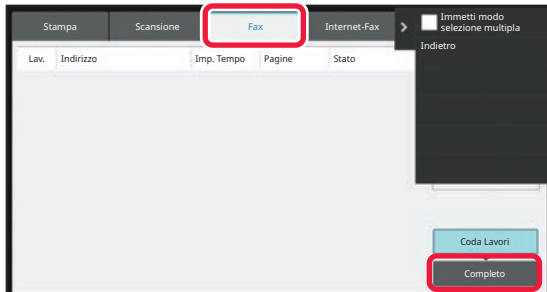 Stampa Scansione Fax Internet-Fax
Immetti modo
selezione multipla
Indietro
Lav. Indirizzo Imp. Tempo Pagine Stato
Coda Lavori
Completo